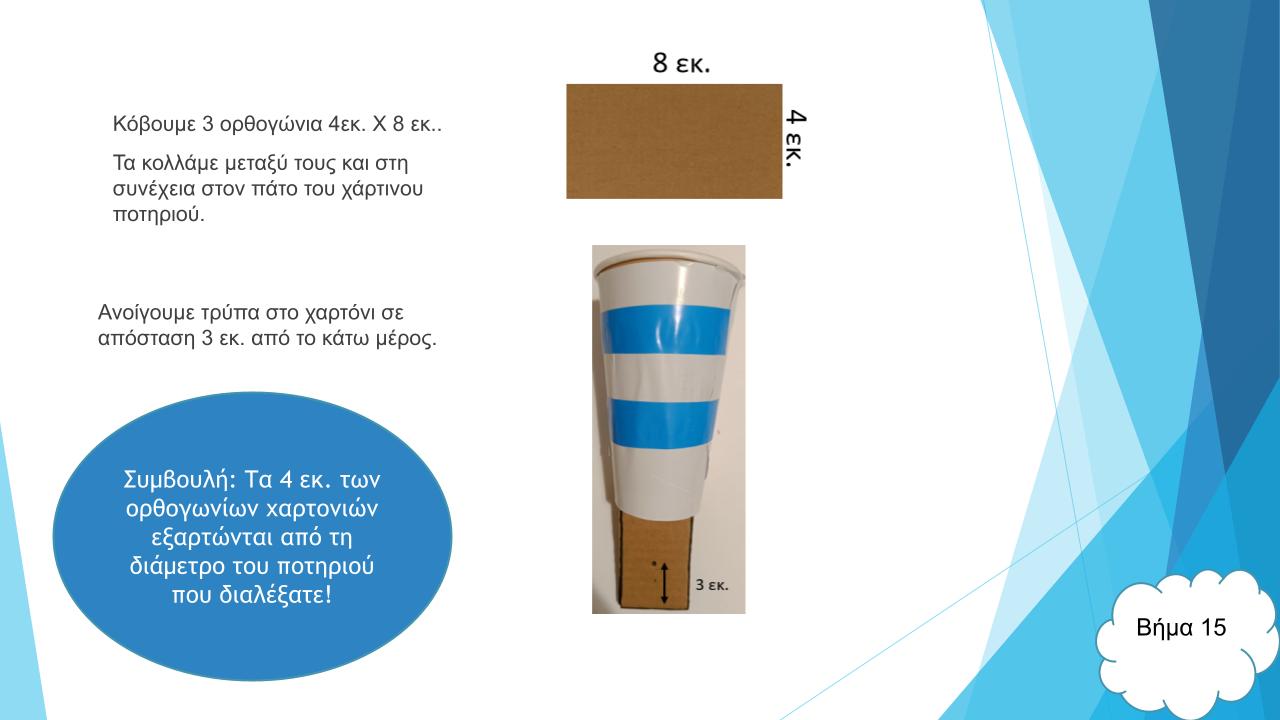 8 εκ.
4 εκ.
Κόβουμε 3 ορθογώνια 4εκ. Χ 8 εκ..
Τα κολλάμε μεταξύ τους και στη
συνέχεια στον πάτο του χάρτινου
ποτηριού.
Ανοίγουμε τρύπα στο χαρτόνι σε
απόσταση 3 εκ. από το κάτω μέρος.
Συμβουλή: Τα 4 εκ. των
ορθογωνίων χαρτονιών
εξαρτώνται από τη
διάμετρο του ποτηριού
που διαλέξατε!
3 εκ.
Βήμα 15